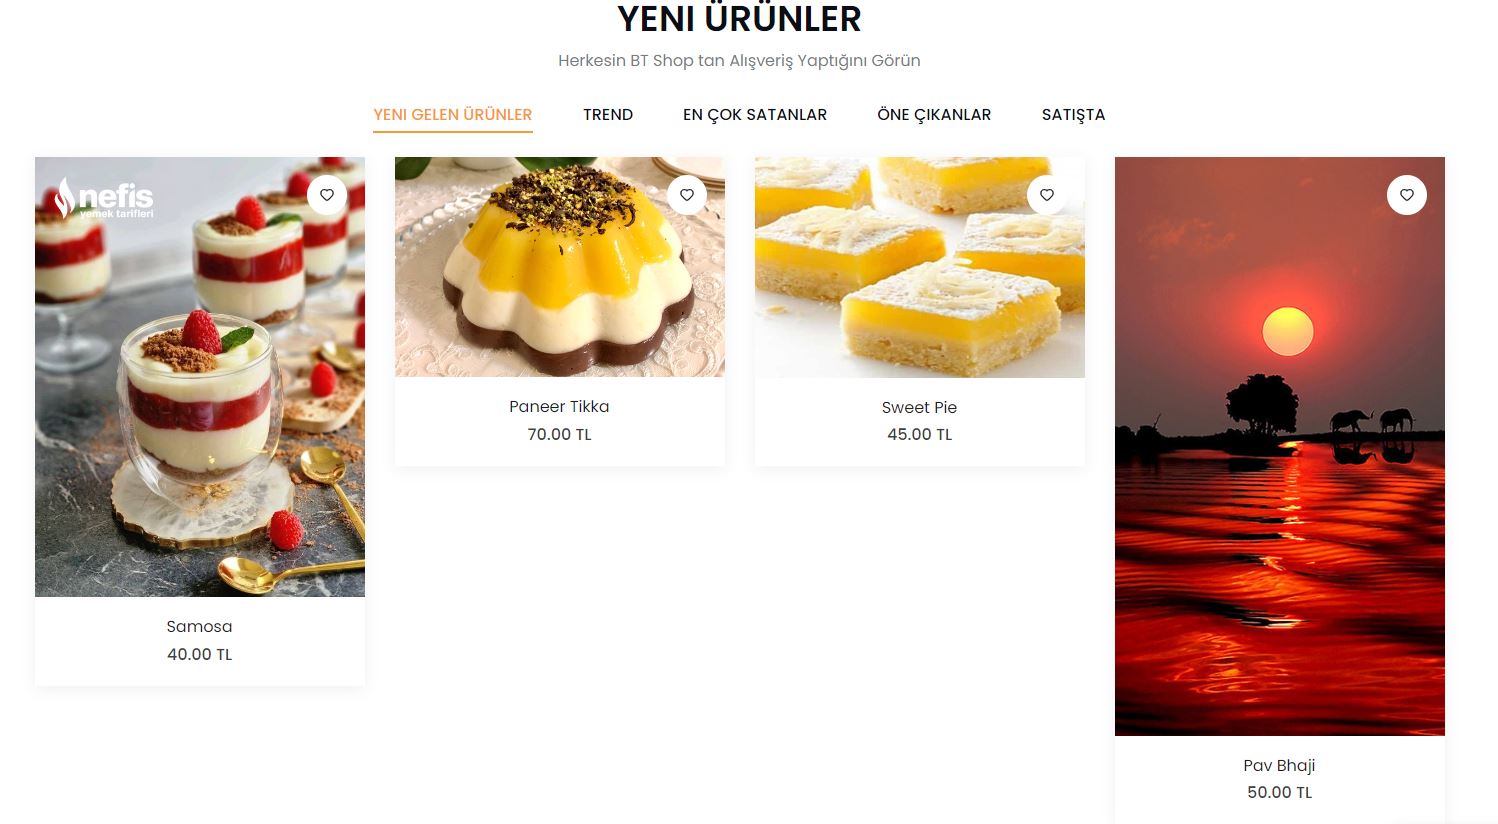 YENI ÜRÜNLER
Herkesin BT Shop tan Alışveriş Yaptığını Görün
YENI GELEN ÜRÜNLER
TREND
EN ÇOK SATANLAR
ÖNE ÇIKANLAR
SATIŞTA
nefis
yemek tarifleri
Samosa
40.00 TL
Paneer Tikka
70.00 TL
Sweet Pie
45.00 TL
Pav Bhaji
50.00 TL